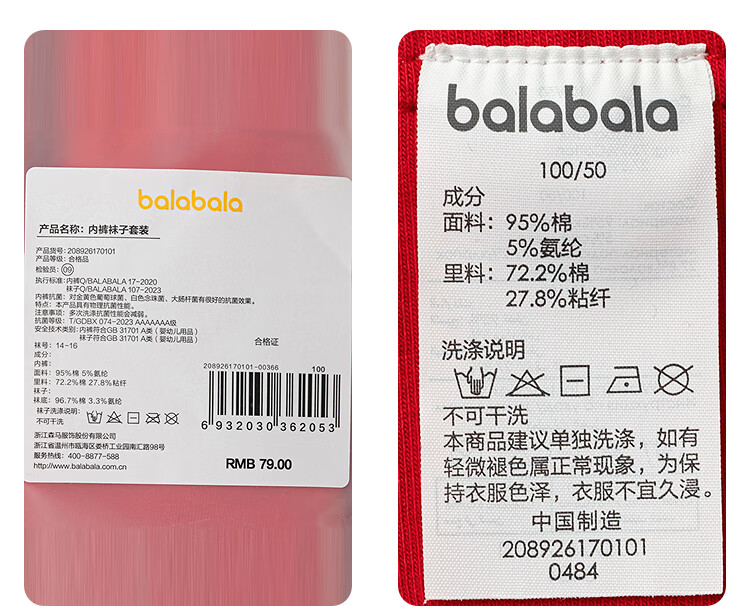 balabala
产品名称：内裤袜子套装
产品货号：208926170101
产品等级：合格品
检验员：09
执行标准：内裤Q/BALABALA 17-2020
袜子Q/BALABALA 107-2023
内裤抗菌：对金黄色葡萄球菌、白色念珠菌、大肠杆菌有很好的抗菌效果。
特点：本产品具有物理抗菌性能。
注意事项：多次洗涤抗菌性能会减弱。
抗菌等级：T/GDBX 074-2023 AAAAAAA级
安全技术类别：内裤符合GB 31701 A类（婴幼儿用品）
袜子符合GB 31701 A类（婴幼儿用品）
袜号：14-16
合格证
成分：
内裤：
面料：95%棉 5%氨纶
里料：72.2%棉 27.8%粘纤
袜子：
袜底：96.7%棉 3.3%氨纶
袜子洗涤说明：
不可干洗
208926170101-00366 100
6 932030 362053
浙江森马服饰股份有限公司
浙江省温州市瓯海区娄桥工业园南汇路98号
服务热线：400-8877-588
http://www.balabala.com.cn
RMB 79.00
balabala
100/50
成分
面料：95%棉
5%氨纶
里料：72.2%棉
27.8%粘纤
洗涤说明
不可干洗
本商品建议单独洗涤，如有
轻微褪色属正常现象，为保
持衣服色泽，衣服不宜久浸。
中国制造
208926170101
0484